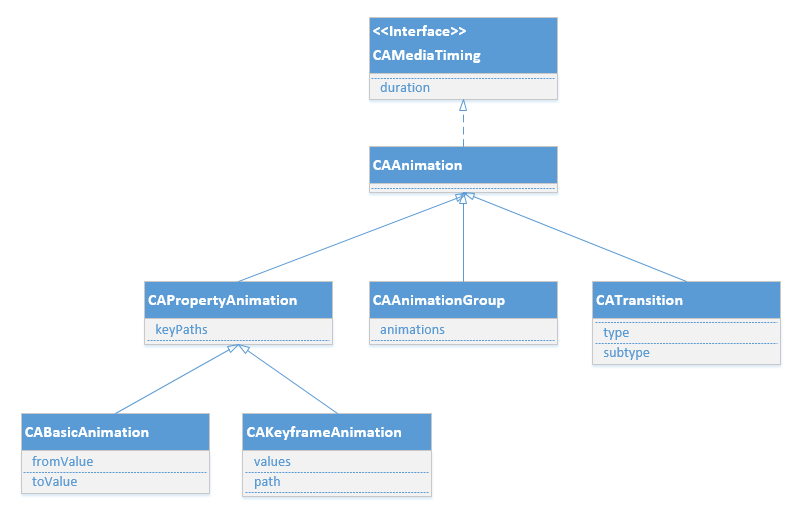 <<Interface>>
CAMediaTiming
duration
CAAnimation
CAPropertyAnimation
keyPaths
CAAnimationGroup
animations
CATransition
type
subtype
CABasicAnimation
fromValue
toValue
CAKeyframeAnimation
values
path